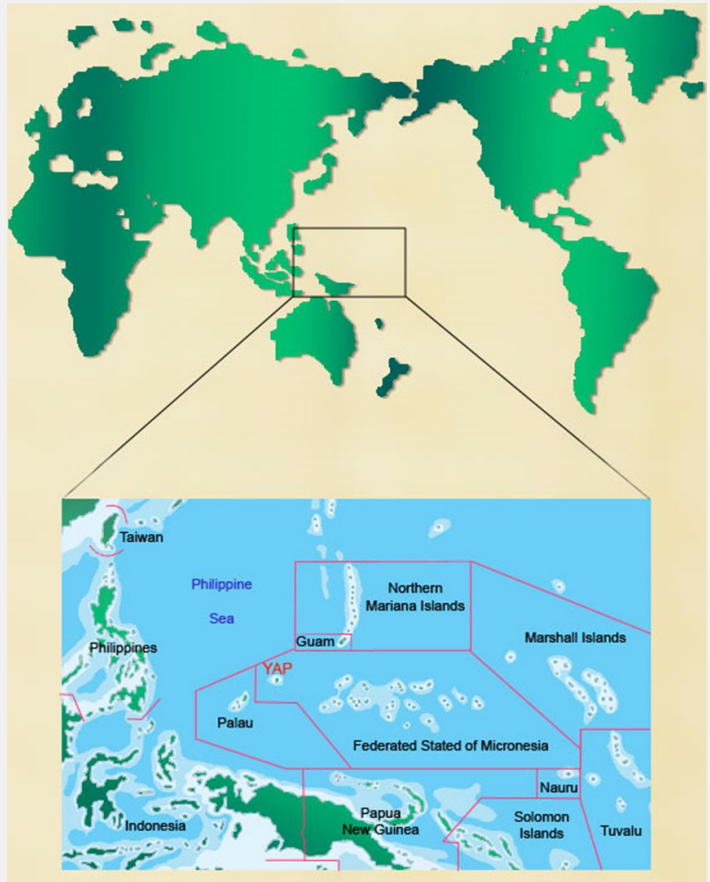 Taiwan
Philippine
Sea
Northern
Mariana Islands
Guam
Marshall Islands
Philippines
YAP
Palau
Federated Stated of Micronesia
Nauru
Papua
New Guinea
Solomon
Islands
Indonesia
Tuvalu